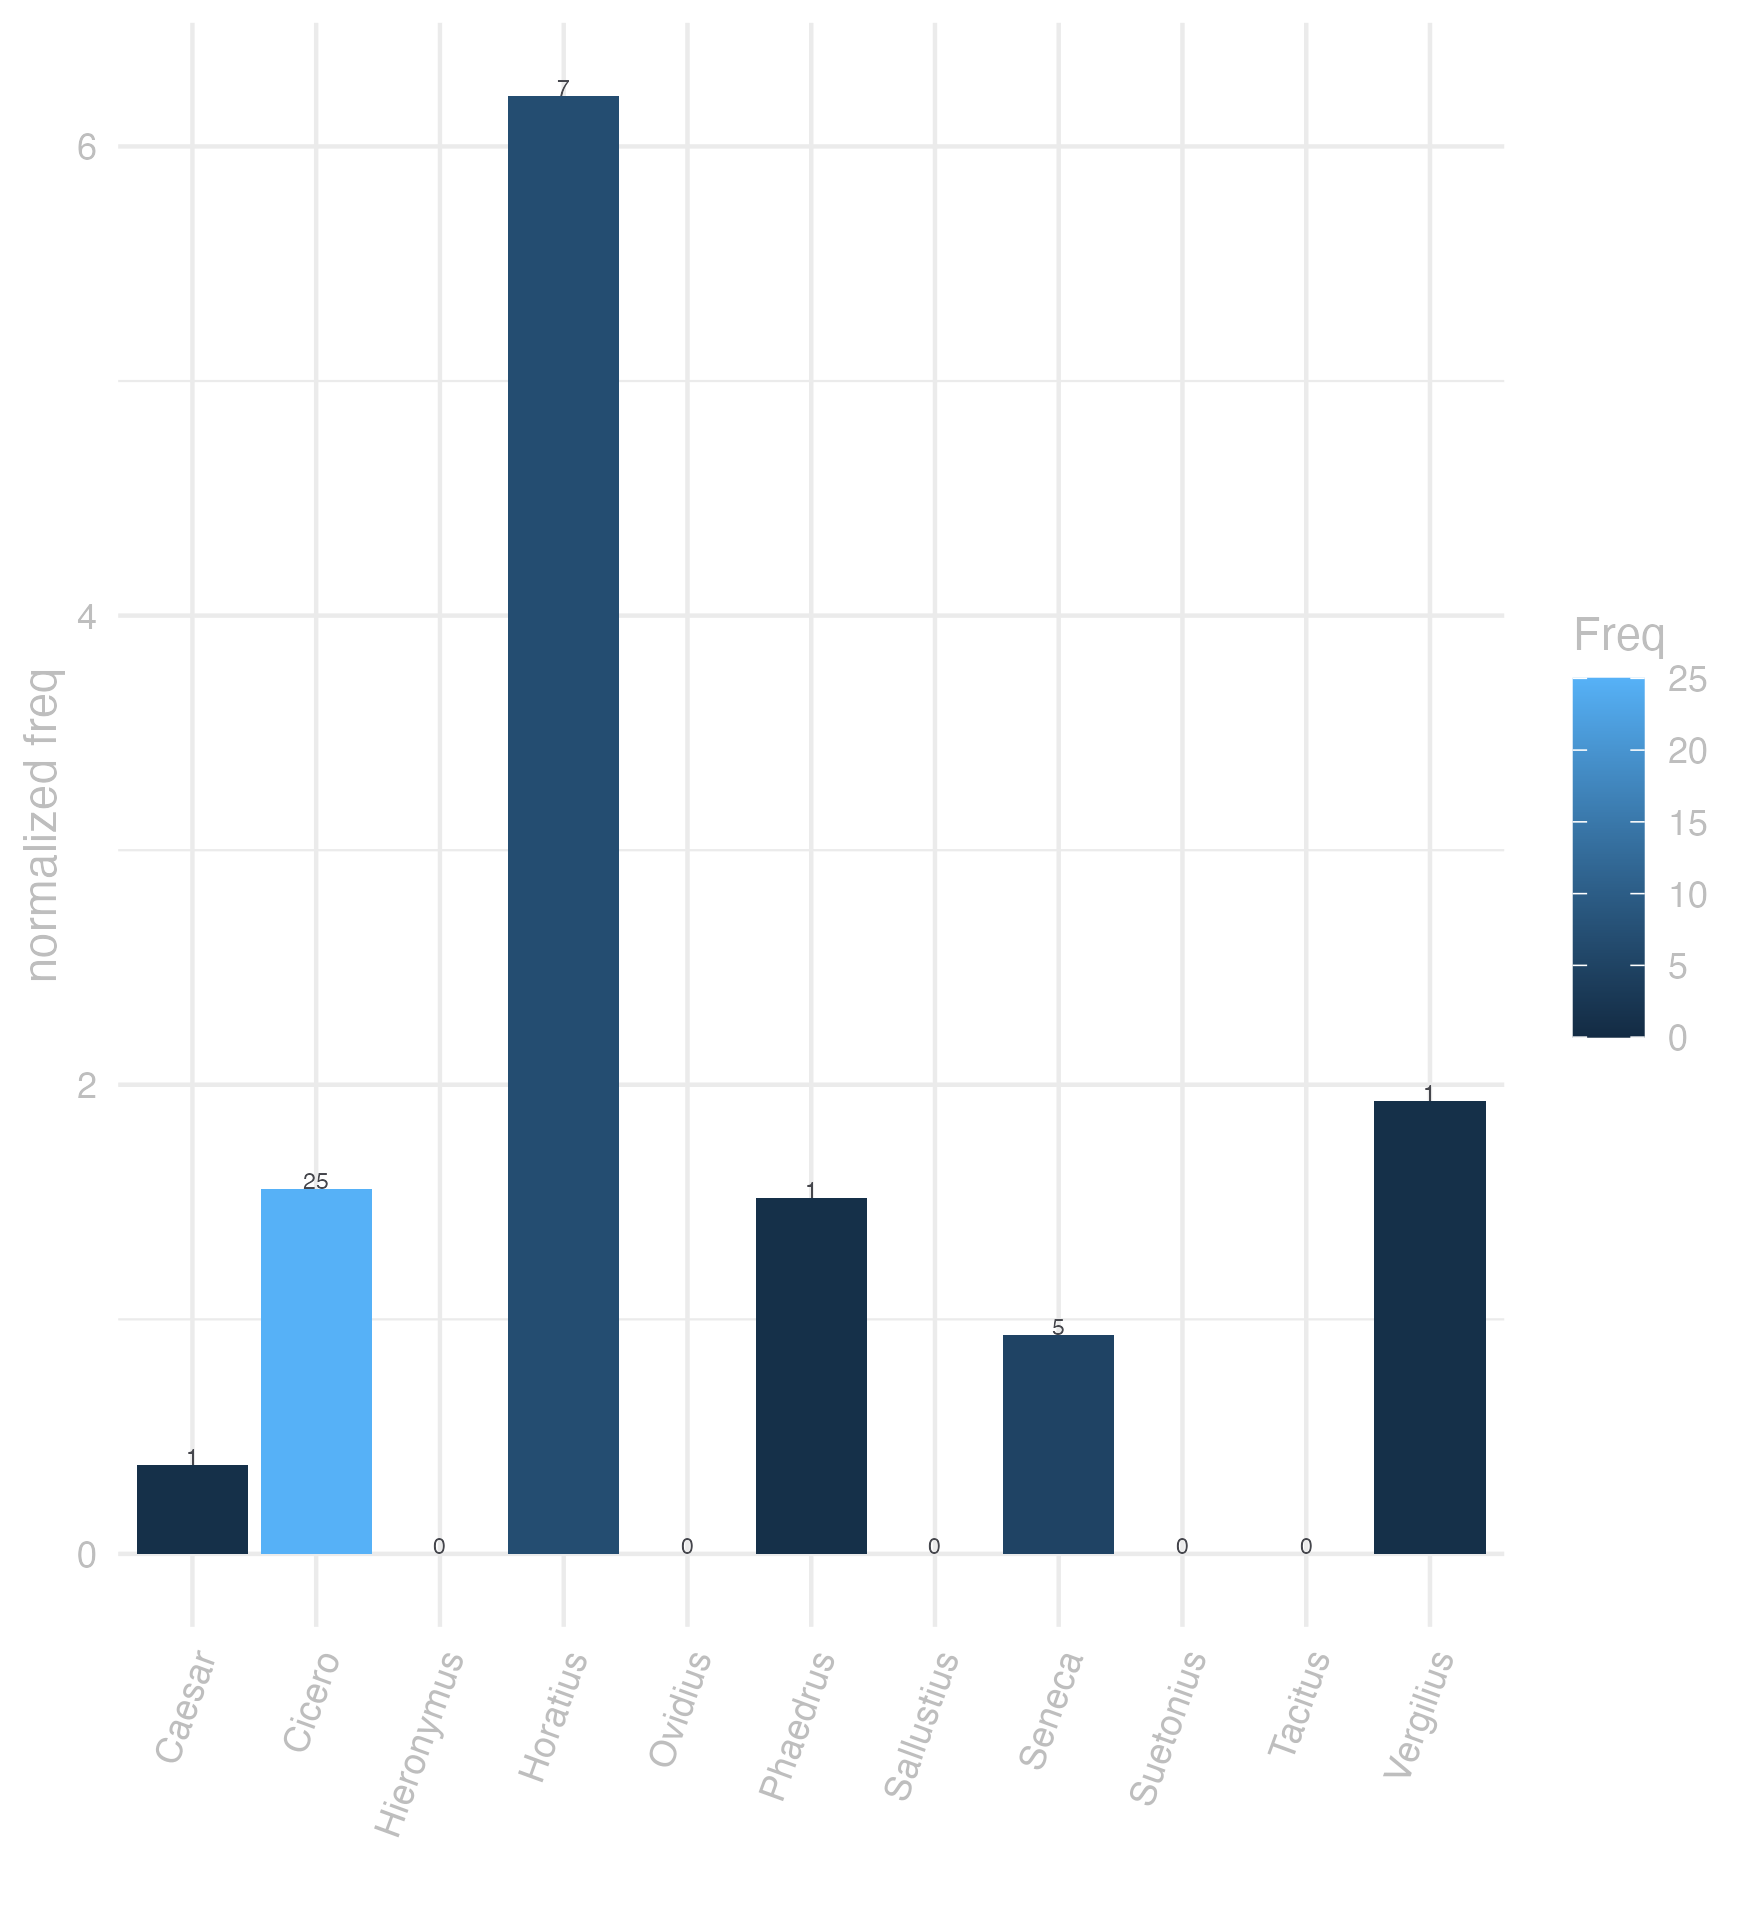 7
6
4
2
0
normalized freq
25
1
1
5
1
0
0
0
0
0
Caesar
Cicero
Hieronymus
Horatius
Ovidius
Phaedrus
Sallustius
Seneca
Suetonius
Tacitus
Vergilius
Freq
25
20
15
10
5
0